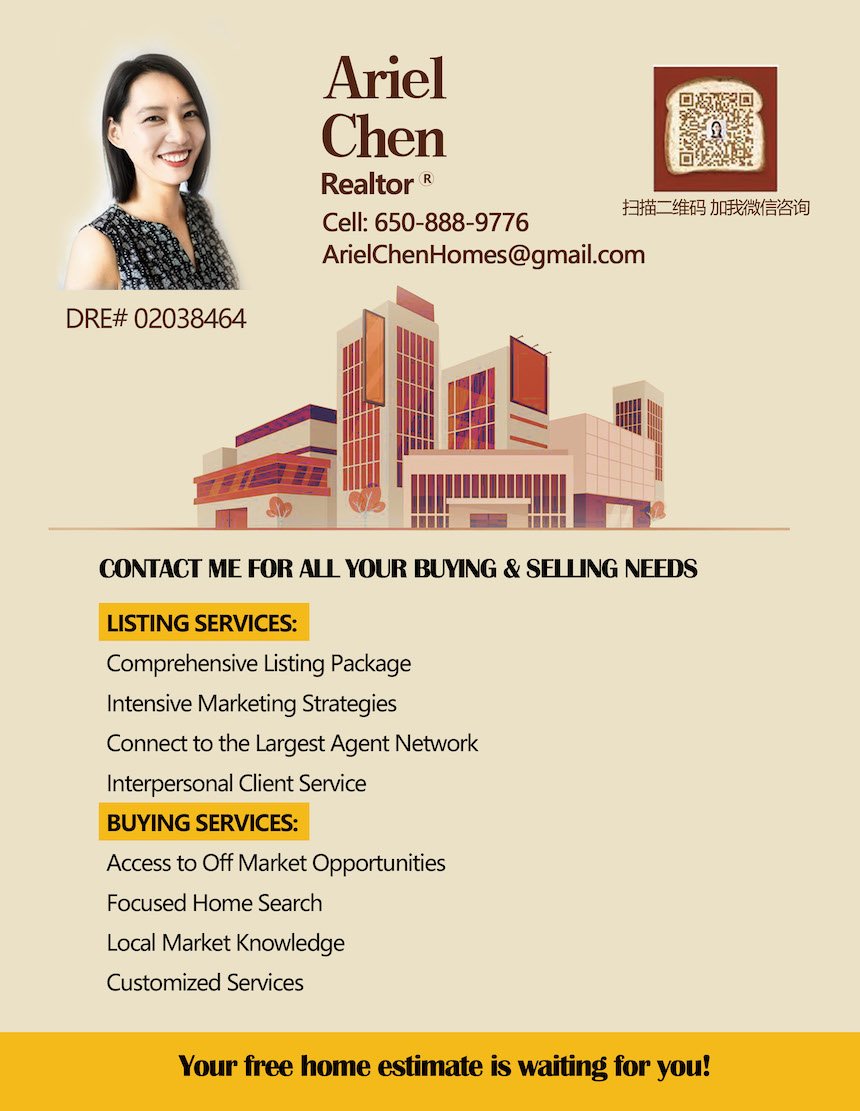 Ariel
Chen
Realtor ®
Cell: 650-888-9776
ArielChenHomes@gmail.com
扫描二维码 加我微信咨询
DRE# 02038464
CONTACT ME FOR ALL YOUR BUYING & SELLING NEEDS
LISTING SERVICES:
Comprehensive Listing Package
Intensive Marketing Strategies
Connect to the Largest Agent Network
Interpersonal Client Service
BUYING SERVICES:
Access to Off Market Opportunities
Focused Home Search
Local Market Knowledge
Customized Services
Your free home estimate is waiting for you!